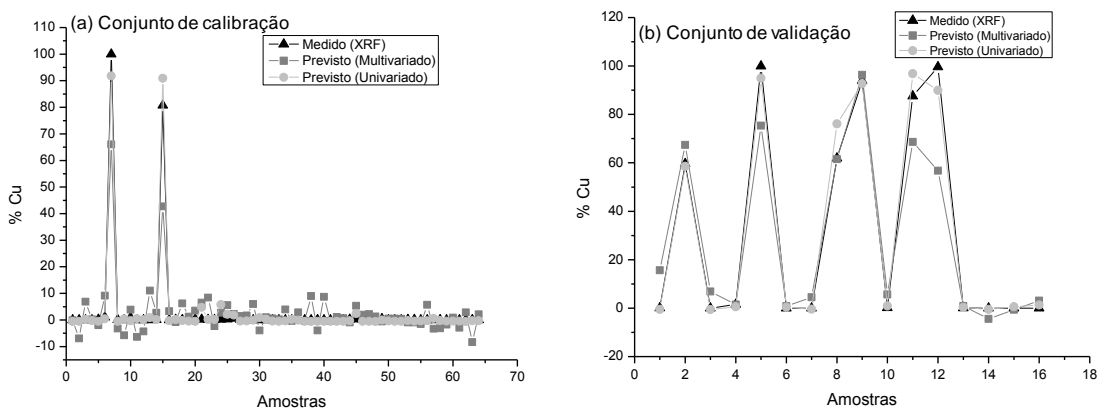 (a) Conjunto de calibração
Medido (XRF)
Previsto (Multivariado)
Previsto (Univariado)
% Cu
110
100
90
80
70
60
50
40
30
20
10
0
-10
0 10 20 30 40 50 60 70
Amostras
(b) Conjunto de validação
Medido (XRF)
Previsto (Multivariado)
Previsto (Univariado)
% Cu
120
100
80
60
40
20
0
-20
0 2 4 6 8 10 12 14 16 18
Amostras